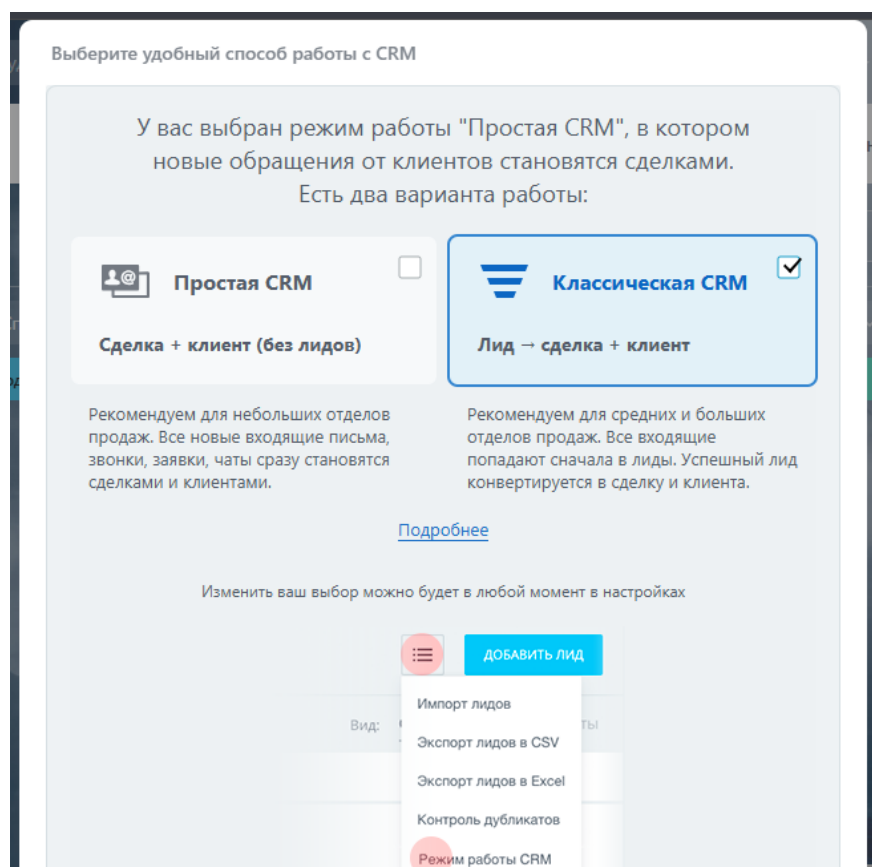 Выберите удобный способ работы с CRM
У вас выбран режим работы "Простая CRM", в котором
новые обращения от клиентов становятся сделками.
Есть два варианта работы:
Простая CRM
Сделка + клиент (без лидов)
Классическая CRM
Лид → сделка + клиент
Рекомендуем для небольших отделов
продаж. Все новые входящие письма,
звонки, заявки, чаты сразу становятся
сделками и клиентами.
Рекомендуем для средних и больших
отделов продаж. Все входящие
попадают сначала в лиды. Успешный лид
конвертируется в сделку и клиента.
Подробнее
Изменить ваш выбор можно будет в любой момент в настройках
ДОБАВИТЬ ЛИД
Импорт лидов
Вид:
Экспорт лидов в CSV
Экспорт лидов в Excel
Контроль дубликатов
Режим работы CRM